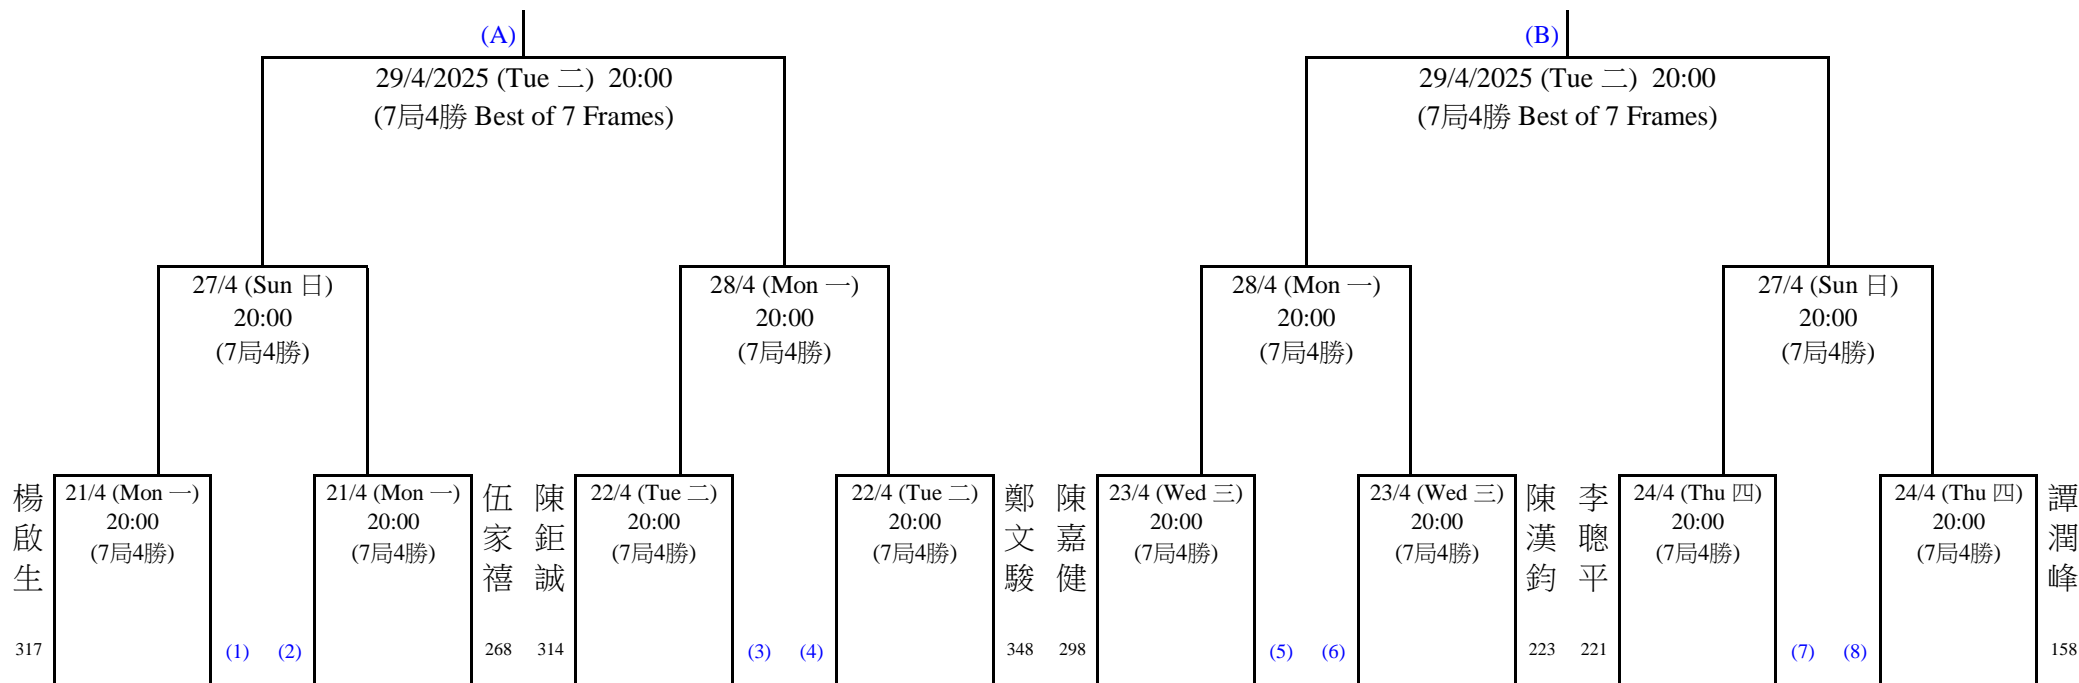 (A)
(B)
29/4/2025 (Tue 二) 20:00
(7局4勝 Best of 7 Frames)
29/4/2025 (Tue 二) 20:00
(7局4勝 Best of 7 Frames)
27/4 (Sun 日)
20:00
(7局4勝)
28/4 (Mon 一)
20:00
(7局4勝)
28/4 (Mon 一)
20:00
(7局4勝)
27/4 (Sun 日)
20:00
(7局4勝)
楊啟生
317
21/4 (Mon 一)
20:00
(7局4勝)
(1)
(2)
21/4 (Mon 一)
20:00
(7局4勝)
伍家禧
268
陳鉅誠
314
22/4 (Tue 二)
20:00
(7局4勝)
(3)
(4)
22/4 (Tue 二)
20:00
(7局4勝)
鄭文駿
348
陳嘉健
298
23/4 (Wed 三)
20:00
(7局4勝)
(5)
(6)
23/4 (Wed 三)
20:00
(7局4勝)
陳漢鈞
223
李聰平
221
24/4 (Thu 四)
20:00
(7局4勝)
(7)
(8)
24/4 (Thu 四)
20:00
(7局4勝)
譚潤峰
158